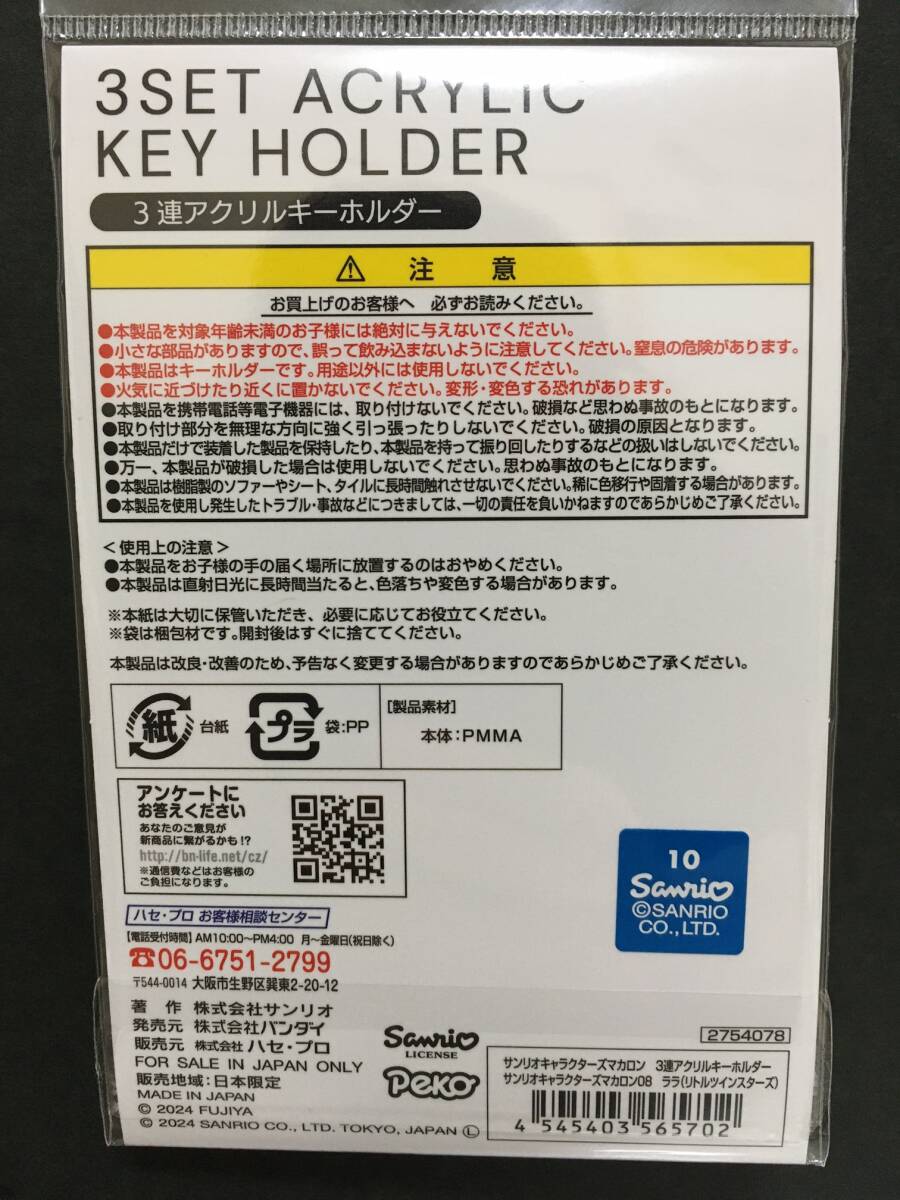 3SET ACRYLIC
KEY HOLDER
3連アクリルキーホルダー
⚠ 注意
お買上げのお客様へ 必ずお読みください。
●本製品を対象年齢未満のお子様には絶対に与えないでください。
●小さな部品がありますので、誤って飲み込まないように注意してください。窒息の危険があります。
●本製品はキーホルダーです。用途以外には使用しないでください。
●火気に近づけたり近くに置かないでください。変形・変色する恐れがあります。
●本製品を携帯電話等電子機器には、取り付けないでください。破損など思わぬ事故のもとになります。
●取り付け部分を無理な方向に強く引っ張ったりしないでください。破損の原因となります。
●本製品だけで装着した製品を保持したり、本製品を持って振り回したりするなどの扱いはしないでください。
●万一、本製品が破損した場合は使用しないでください。思わぬ事故のもとになります。
●本製品は樹脂製のソファーやシート、タイルに長時間触れさせないでください。稀に色移行や固着する場合があります。
●本製品を使用し発生したトラブル・事故などにつきましては、一切の責任を負いかねますのであらかじめご了承ください。
＜使用上の注意＞
●本製品をお子様の手の届く場所に放置するのはおやめください。
●本製品は直射日光に長時間当たると、色落ちや変色する場合があります。
※本紙は大切に保管いただき、必要に応じてお役立てください。
※袋は梱包材です。開封後はすぐに捨ててください。
本製品は改良・改善のため、予告なく変更する場合がありますのであらかじめご了承ください。
紙 台紙 プラ 袋:PP
[製品素材]
本体:PMMA
アンケートに
お答えください
あなたのご意見が
新商品に繋がるかも!?
http://bn-life.net/cz/
※通信費などはお客様の
ご負担になります。
10
Sanrio
©SANRIO
CO.,LTD.
ハセ・プロ お客様相談センター
【電話受付時間】AM10:00〜PM4:00 月〜金曜日(祝日除く)
☎06-6751-2799
〒544-0014 大阪市生野区巽東2-20-12
著作 株式会社サンリオ
発売元 株式会社バンダイ
販売元 株式会社ハセ・プロ
FOR SALE IN JAPAN ONLY
販売地域:日本限定
MADE IN JAPAN
© 2024 FUJIYA
© 2024 SANRIO CO., LTD. TOKYO, JAPAN Ⓛ
Sanrio
LICENSE
Peko
2754078
サンリオキャラクターズマカロン 3連アクリルキーホルダー
サンリオキャラクターズマカロン08 ララ(リトルツインスターズ)
4 545403 565702